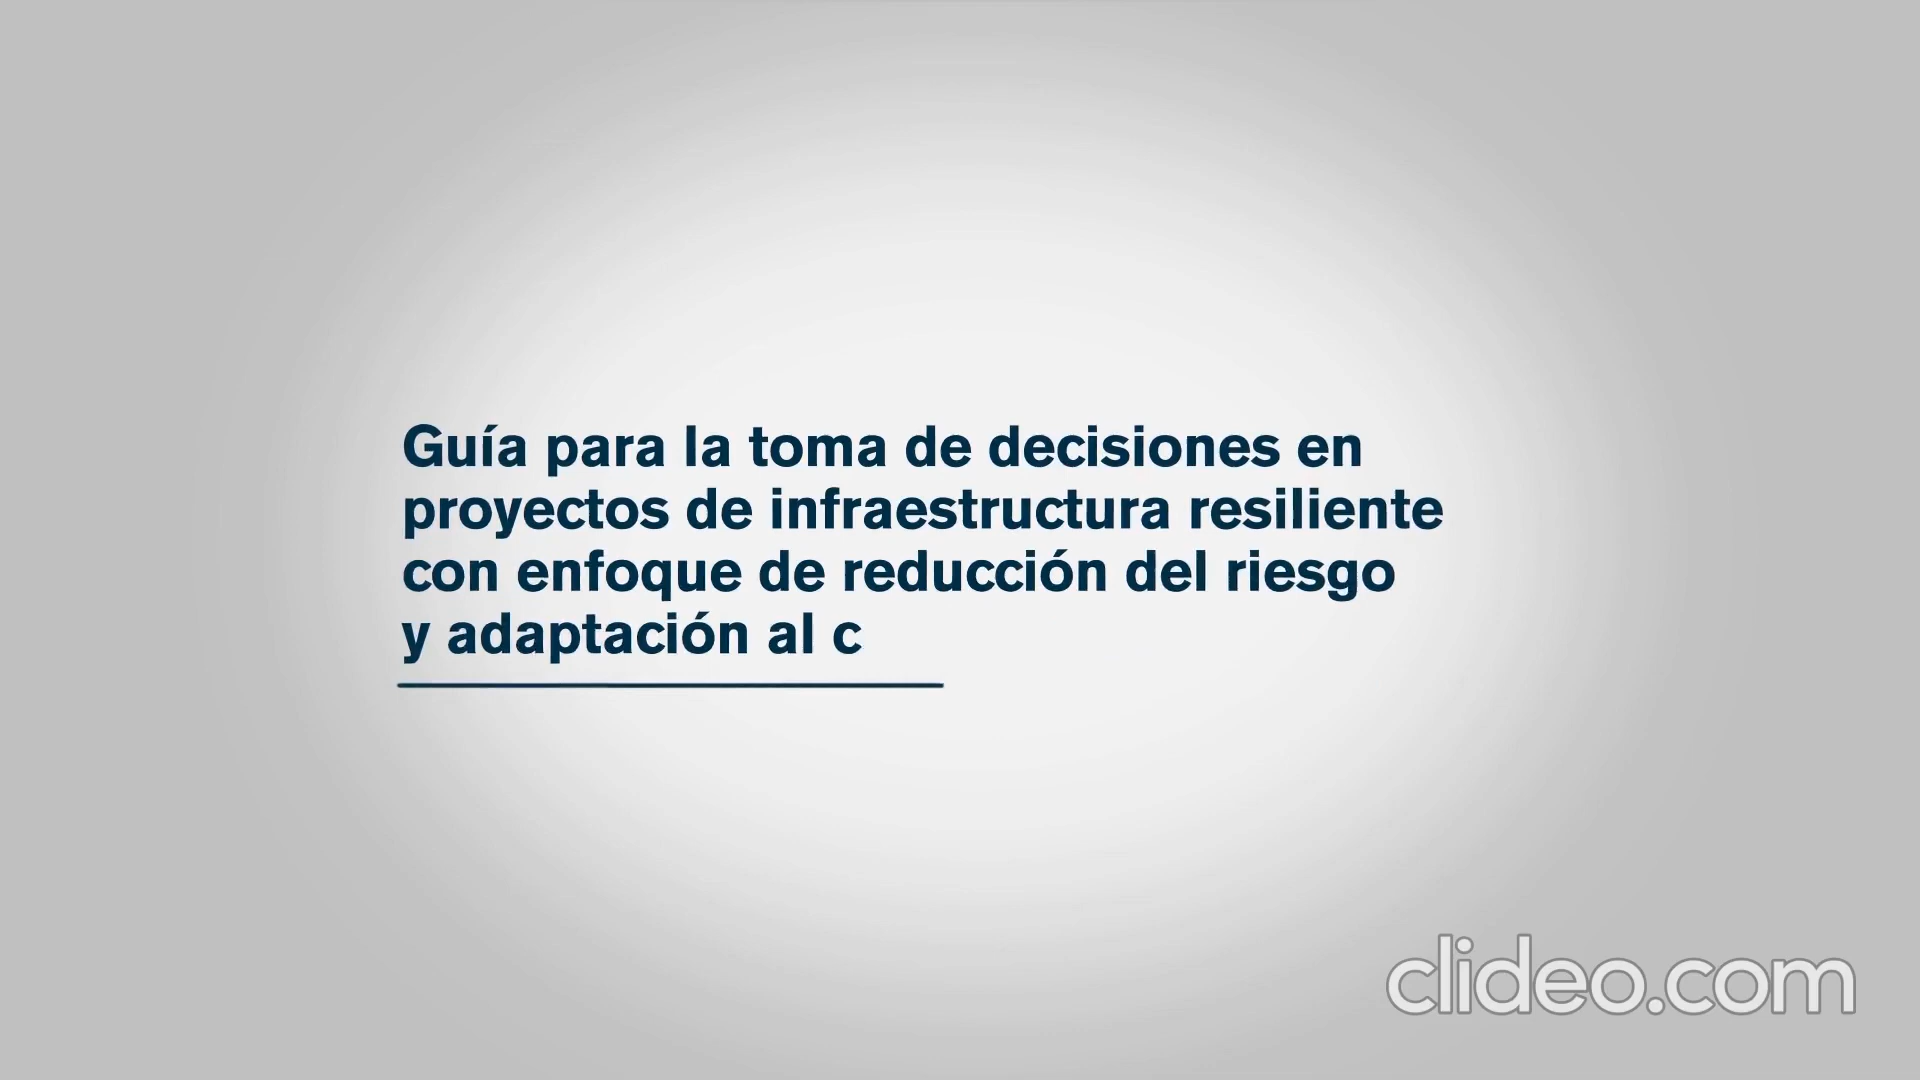 Guía para la toma de decisiones en
proyectos de infraestructura resiliente
con enfoque de reducción del riesgo
y adaptación al c
clideo.com